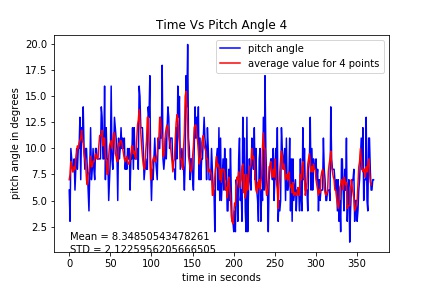 Time Vs Pitch Angle 4
pitch angle
average value for 4 points
20.0
17.5
15.0
12.5
10.0
7.5
5.0
2.5
pitch angle in degrees
Mean = 8.34850543478261
STD = 2.1225956205666505
0 50 100 150 200 250 300 350
time in seconds